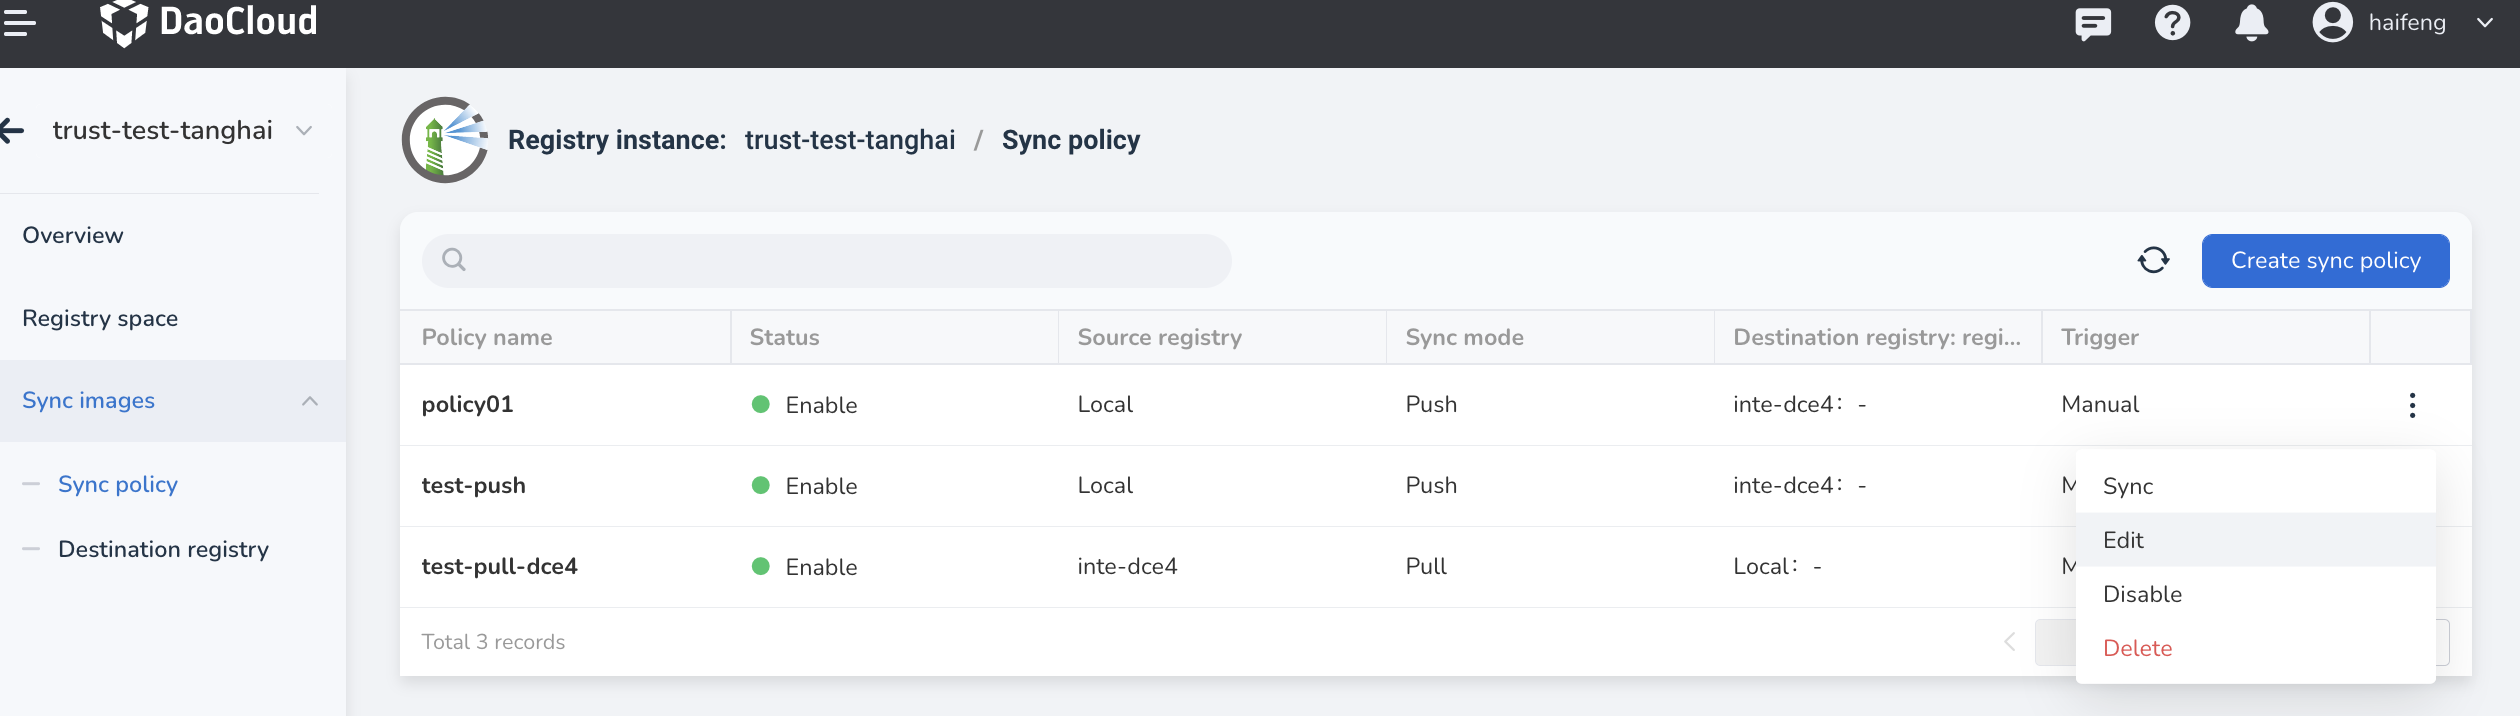 DaoCloud
haifeng
trust-test-tanghai
Registry instance: trust-test-tanghai / Sync policy
Overview
Registry space
Sync images
Sync policy
Destination registry
Create sync policy
Policy name Status Source registry Sync mode Destination registry: regi... Trigger
policy01 Enable Local Push inte-dce4： - Manual
test-push Enable Local Push inte-dce4： - M
test-pull-dce4 Enable inte-dce4 Pull Local： - M
Sync
Edit
Disable
Delete
Total 3 records